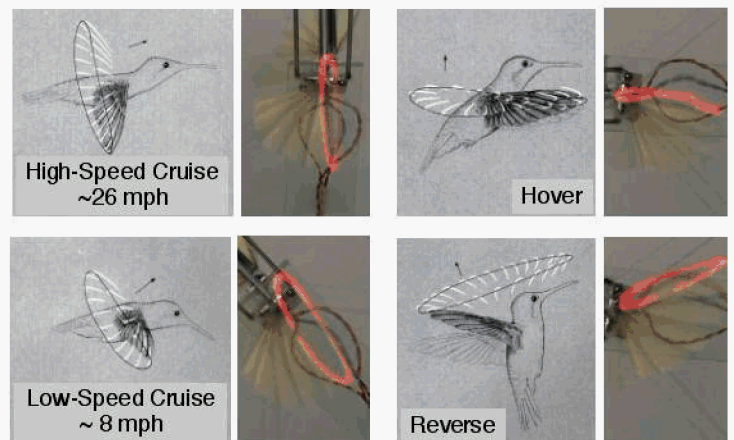 High-Speed Cruise
~26 mph
Hover
Low-Speed Cruise
~ 8 mph
Reverse